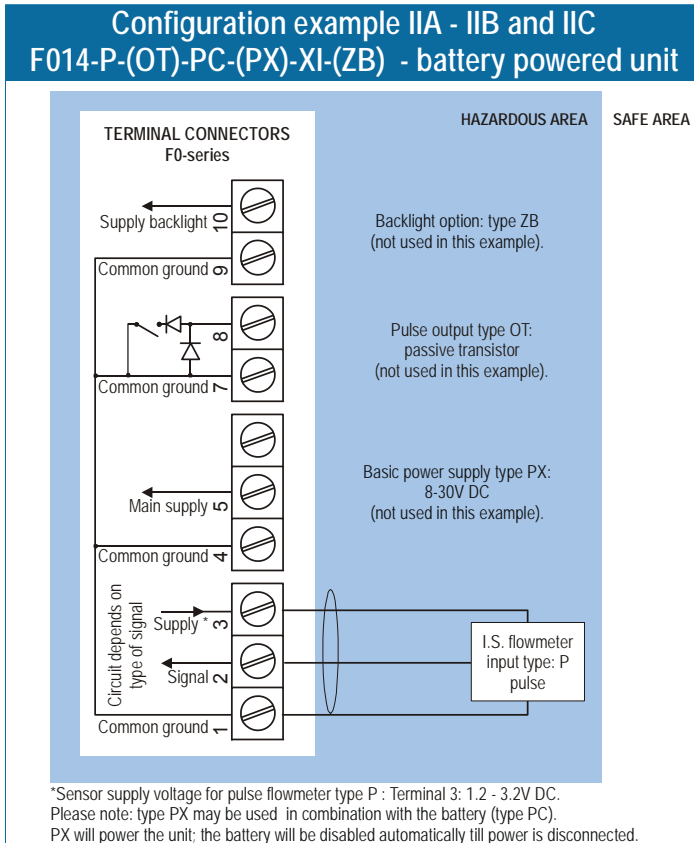 Configuration example IIA - IIB and IIC
F014-P-(OT)-PC-(PX)-XI-(ZB) - battery powered unit
HAZARDOUS AREA
SAFE AREA
TERMINAL CONNECTORS
F0-series
Supply backlight
10
Backlight option: type ZB
(not used in this example).
Common ground
9
8
Pulse output type OT:
passive transistor
(not used in this example).
Common ground
7
Basic power supply type PX:
8-30V DC
(not used in this example).
Main supply
5
Common ground
4
Circuit depends on
type of signal
Supply *
3
Signal
2
Common ground
1
I.S. flowmeter
input type: P
pulse
*Sensor supply voltage for pulse flowmeter type P : Terminal 3: 1.2 - 3.2V DC.
Please note: type PX may be used in combination with the battery (type PC).
PX will power the unit; the battery will be disabled automatically till power is disconnected.